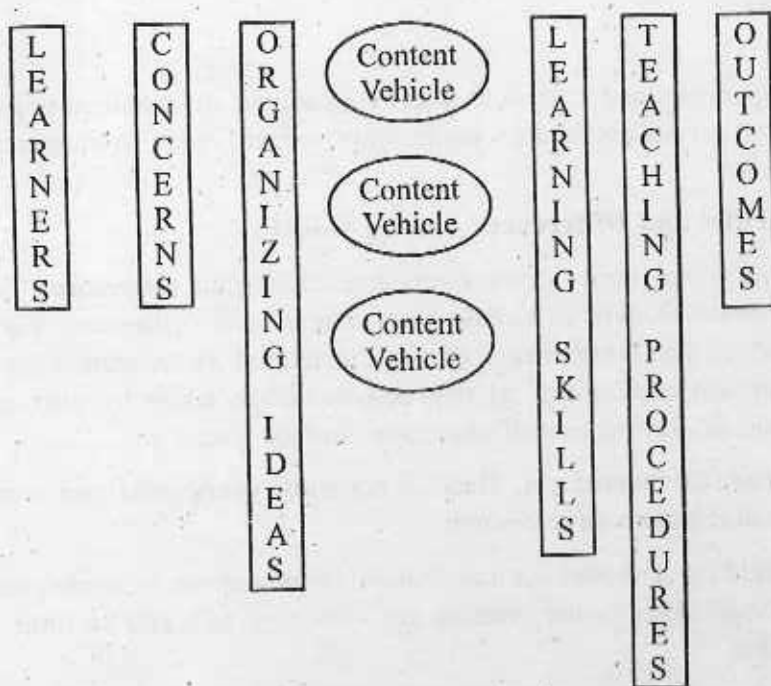 LEARNERS
CONCERNS
ORGANIZING IDEAS
Content
Vehicle
Content
Vehicle
Content
Vehicle
LEARNING SKILLS
TEACHING PROCEDURES
OUTCOMES